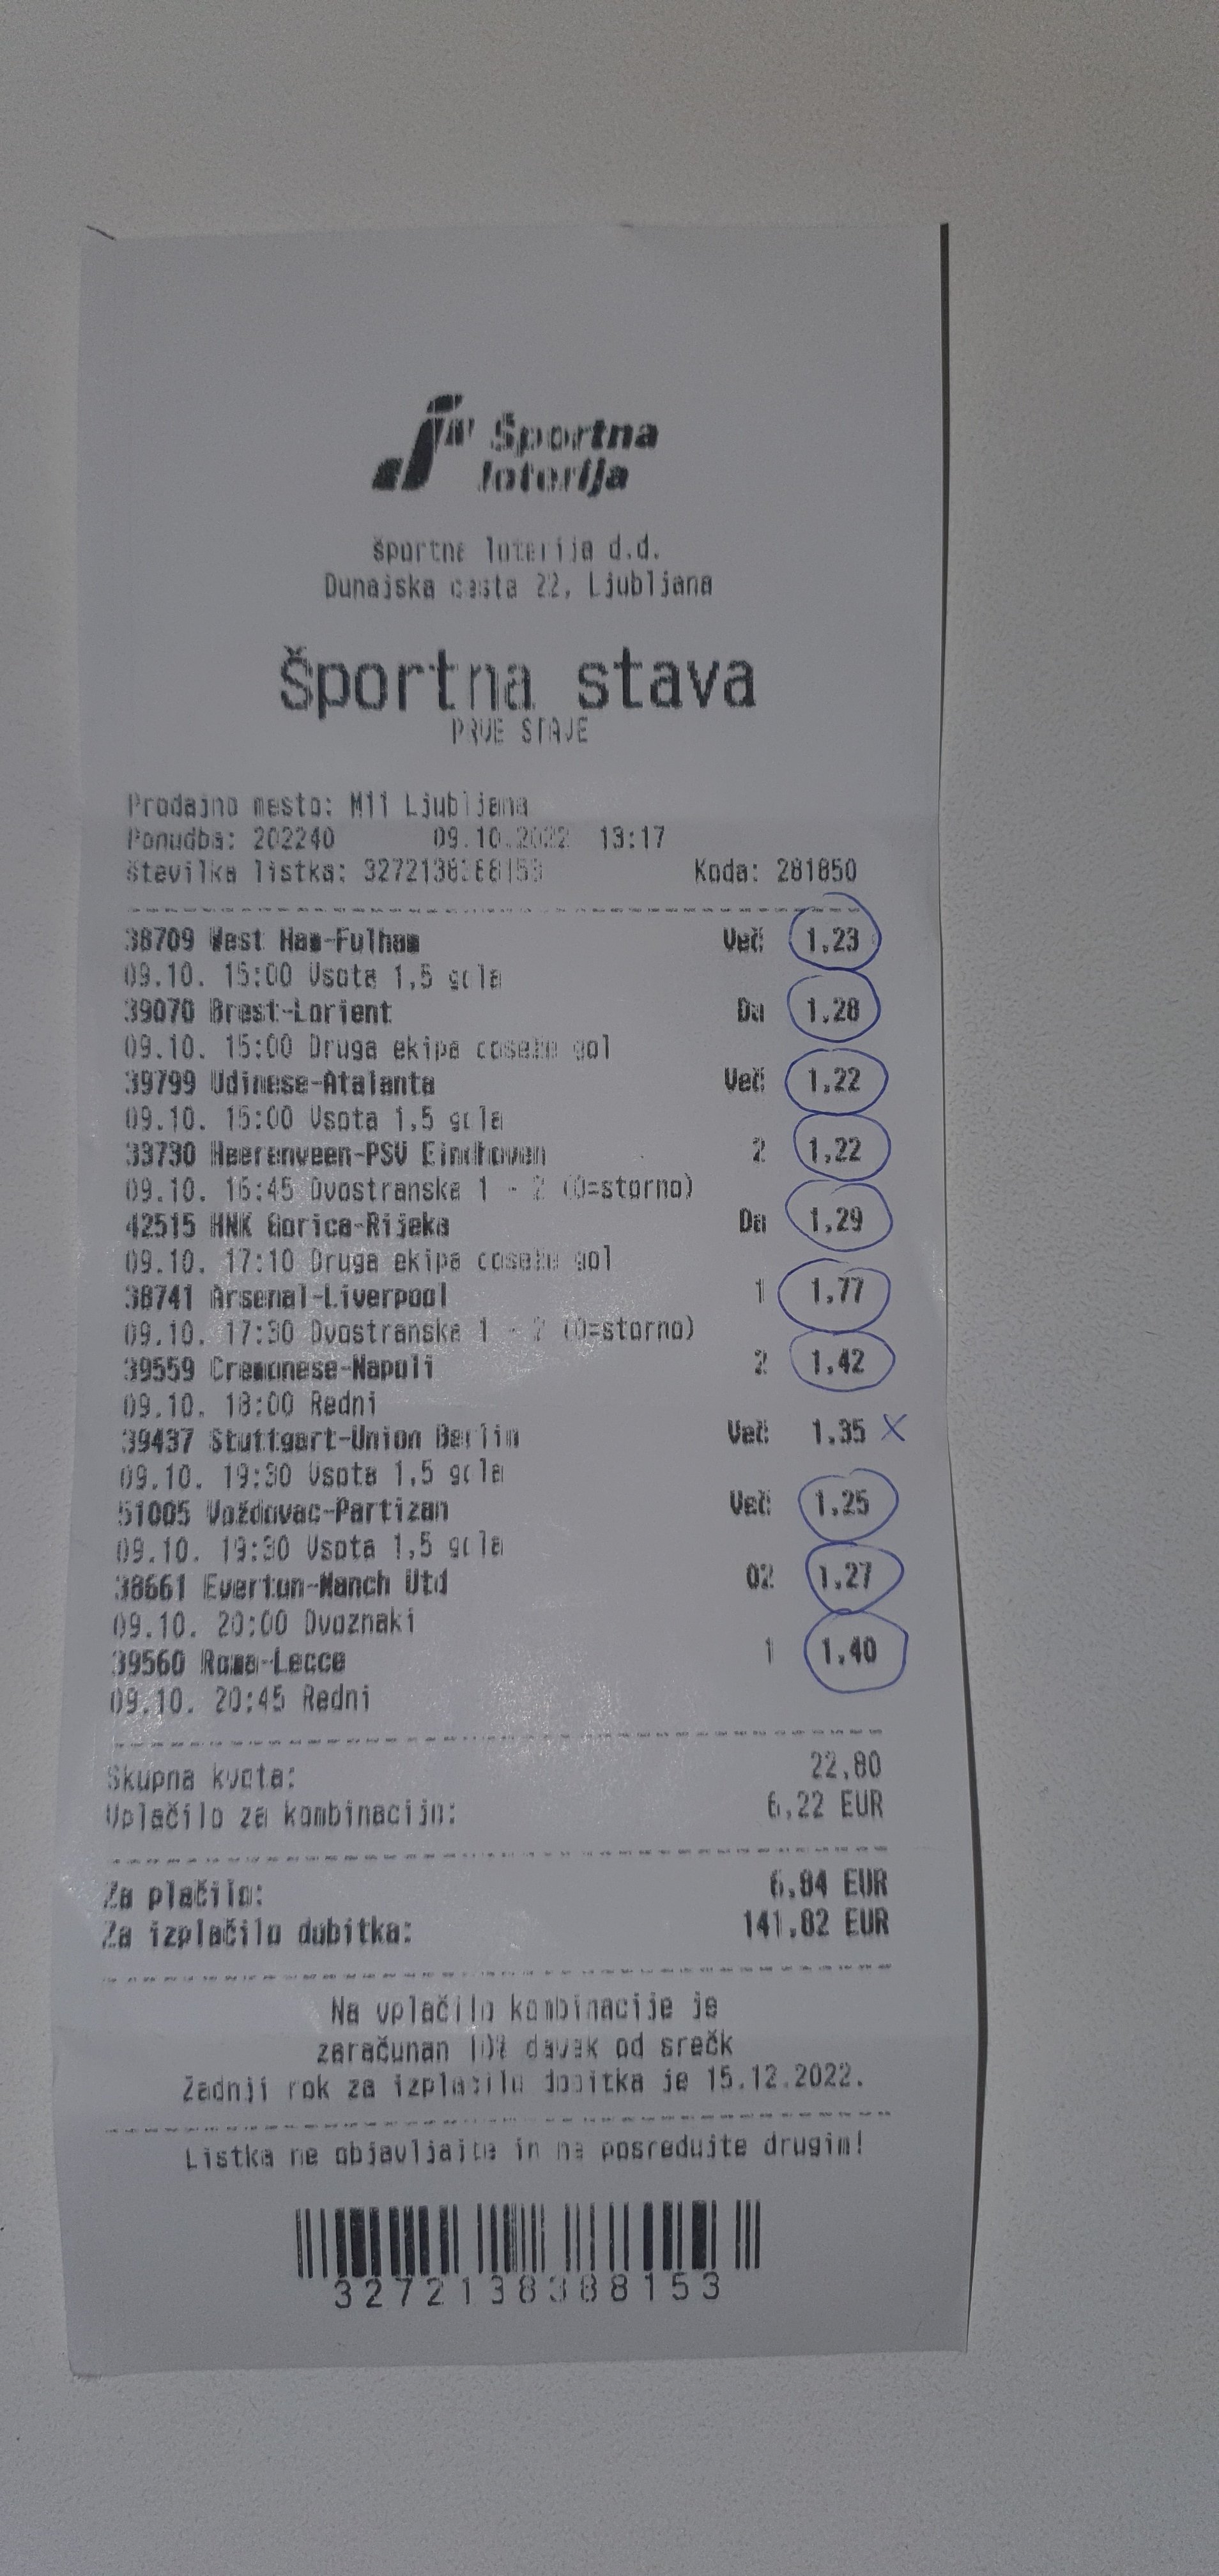 Športna
loterija
Športna loterija d.d.
Dunajska cesta 22, Ljubljana
Športna stava
PRVE STAVE
Prodajno mesto: M11 Ljubljana
Ponudba: 202240 09.10.2022 13:17
Številka listka: 3272138388153 Koda: 281850
38709 West Ham-Fulham Več 1,23
09.10. 15:00 Vsota 1,5 gola
39070 Brest-Lorient Da 1,28
09.10. 15:00 Druga ekipa doseže gol
39799 Udinese-Atalanta Več 1,22
09.10. 15:00 Vsota 1,5 gola
Heerenveen-PSV Eindhoven 2 1,22
09.10. 16:45 Dvostranska 1 - 2 (0=storno)
42515 HNK Gorica-Rijeka Da 1,29
09.10. 17:10 Druga ekipa doseže gol
38741 Arsenal-Liverpool 1 1,77
09.10. 17:30 Dvostranska 1 - 2 (0=storno)
39559 Cremonese-Napoli 2 1,42
09.10. 18:00 Redni
39437 Stuttgart-Union Berlin Več 1,35 X
09.10. 19:30 Vsota 1,5 gola
51005 Voždovac-Partizan Več 1,25
09.10. 19:30 Vsota 1,5 gola
38661 Everton-Manch Utd 02 1,27
09.10. 20:00 Dvoznaki
39560 Roma-Lecce 1 1,40
09.10. 20:45 Redni
Skupna kvota: 22,80
Vplačilo za kombinacijo: 6,22 EUR
Za plačilo: 6,84 EUR
Za izplačilo dobitka: 141,82 EUR
Na vplačilo kombinacije je
zaračunan 10% davek od srečk
Zadnji rok za izplačilo dobitka je 15.12.2022.
Listka ne objavljajte in ne posredujte drugim!
3272138388153